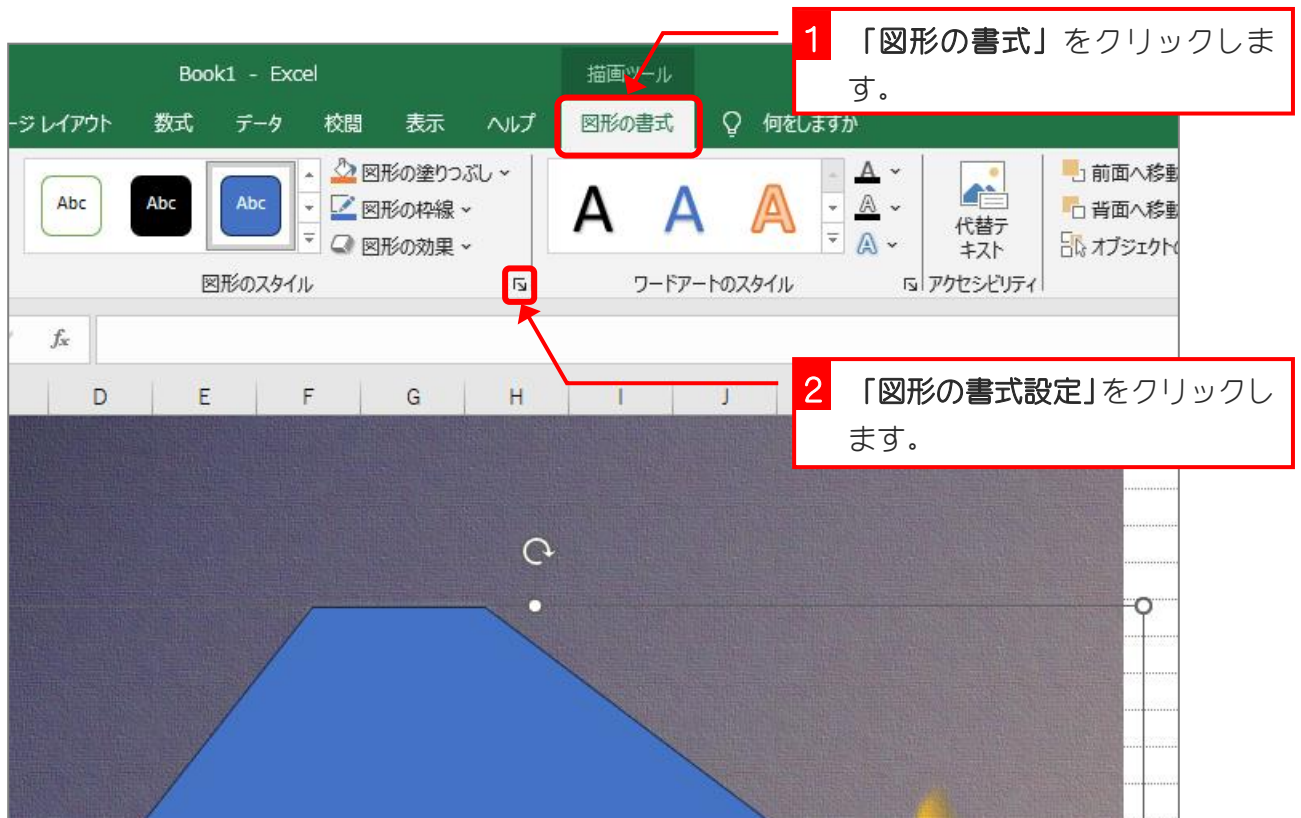 1 「図形の書式」をクリックしま
す。
Book1 - Excel
描画ツール
ージ レイアウト 数式 データ 校閲 表示 ヘルプ 図形の書式 何をしますか
Abc Abc Abc
図形の塗りつぶし
図形の枠線
図形の効果
図形のスタイル
A A A
A
A
A
ワードアートのスタイル
代替テ
キスト
アクセシビリティ
前面へ移動
背面へ移動
オブジェクトの
fx
2 「図形の書式設定」をクリックし
ます。
D E F G H I J